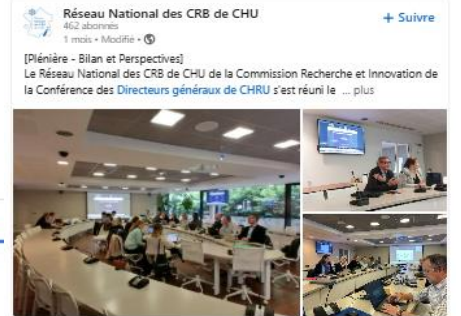 Réseau National des CRB de CHU
+ Suivre
462 abonnés
1 mois • Modifié •
[Plénière - Bilan et Perspectives]
Le Réseau National des CRB de CHU de la Commission Recherche et Innovation de
la Conférence des Directeurs généraux de CHRU s'est réuni le ... plus